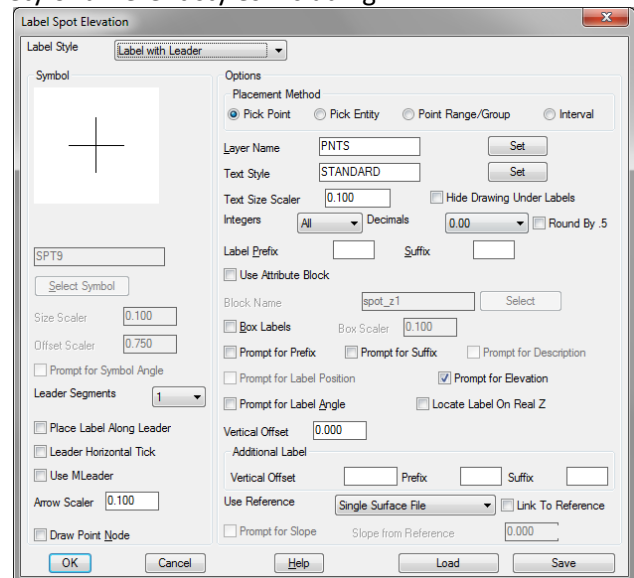 Label Spot Elevation
Label Style Label with Leader
Symbol
SPT9
Select Symbol
Size Scaler 0.100
Offset Scaler 0.750
Prompt for Symbol Angle
Leader Segments 1
Place Label Along Leader
Leader Horizontal Tick
Use MLeader
Arrow Scaler 0.100
Draw Point Node
Options
Placement Method
Pick Point Pick Entity Point Range/Group Interval
Layer Name PNTS Set
Text Style STANDARD Set
Text Size Scaler 0.100 Hide Drawing Under Labels
Integers All Decimals 0.00 Round By .5
Label Prefix Suffix
Use Attribute Block
Block Name spot_z1 Select
Box Labels Box Scaler 0.100
Prompt for Prefix Prompt for Suffix Prompt for Description
Prompt for Label Position Prompt for Elevation
Prompt for Label Angle Locate Label On Real Z
Vertical Offset 0.000
Additional Label
Vertical Offset Prefix Suffix
Use Reference Single Surface File Link To Reference
Prompt for Slope Slope from Reference 0.000
OK Cancel Help Load Save